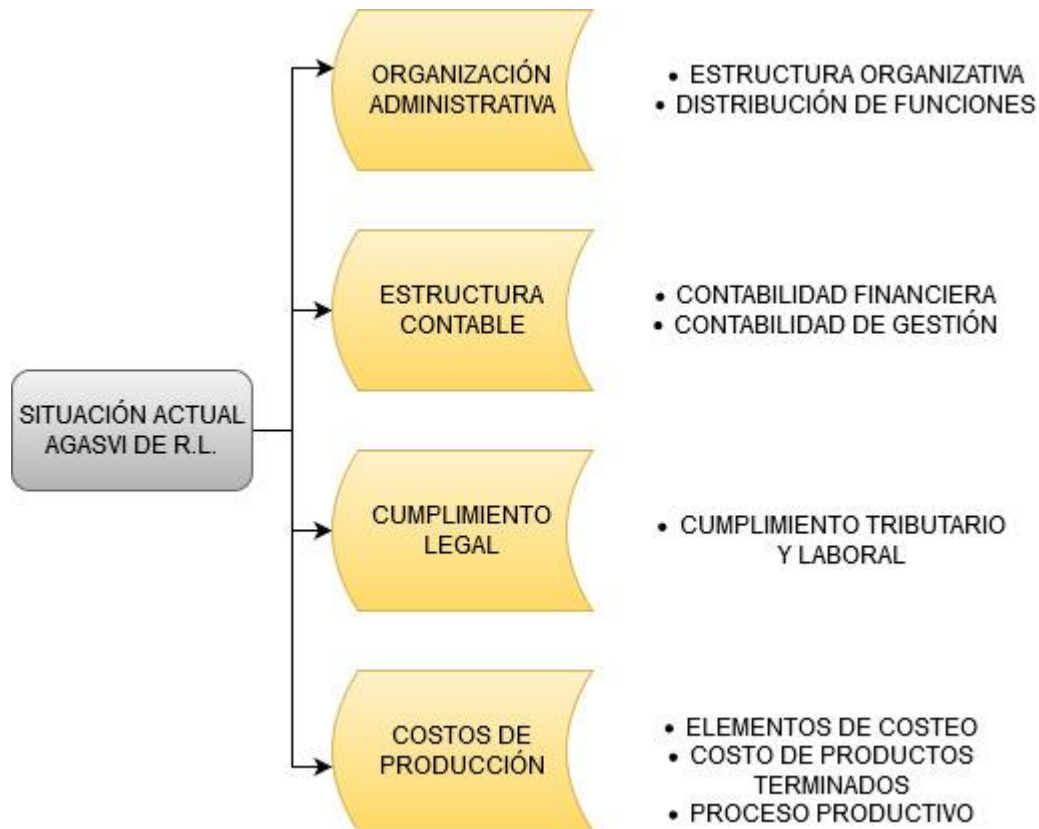 ORGANIZACIÓN
ADMINISTRATIVA
• ESTRUCTURA ORGANIZATIVA
• DISTRIBUCIÓN DE FUNCIONES
ESTRUCTURA
CONTABLE
• CONTABILIDAD FINANCIERA
• CONTABILIDAD DE GESTIÓN
SITUACIÓN ACTUAL
AGASVI DE R.L.
CUMPLIMIENTO
LEGAL
• CUMPLIMIENTO TRIBUTARIO
Y LABORAL
COSTOS DE
PRODUCCIÓN
• ELEMENTOS DE COSTEO
• COSTO DE PRODUCTOS
TERMINADOS
• PROCESO PRODUCTIVO